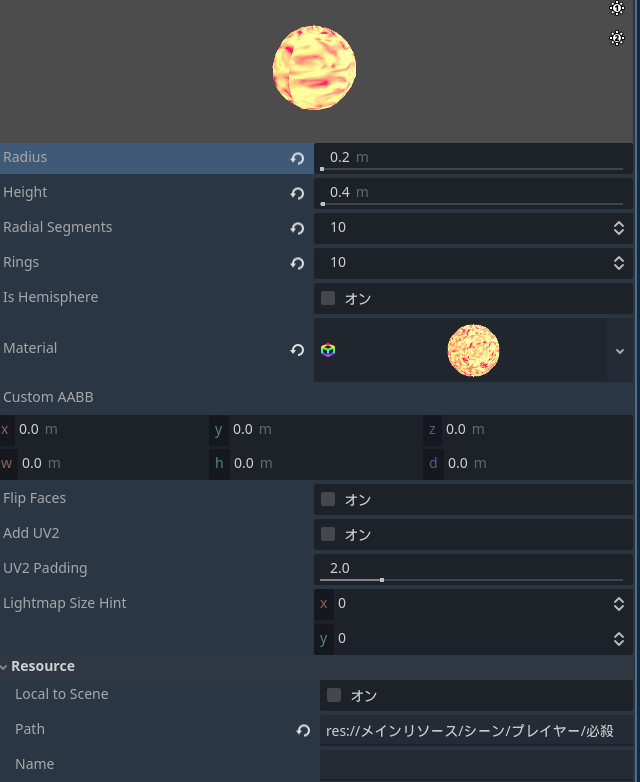 1
2
Radius 0.2 m
Height 0.4 m
Radial Segments 10
Rings 10
Is Hemisphere オン
Material
Custom AABB
x 0.0 m y 0.0 m z 0.0 m
w 0.0 m h 0.0 m d 0.0 m
Flip Faces オン
Add UV2 オン
UV2 Padding 2.0
Lightmap Size Hint x 0
y 0
Resource
Local to Scene オン
Path res://メインリソース/シーン/プレイヤー/必殺
Name